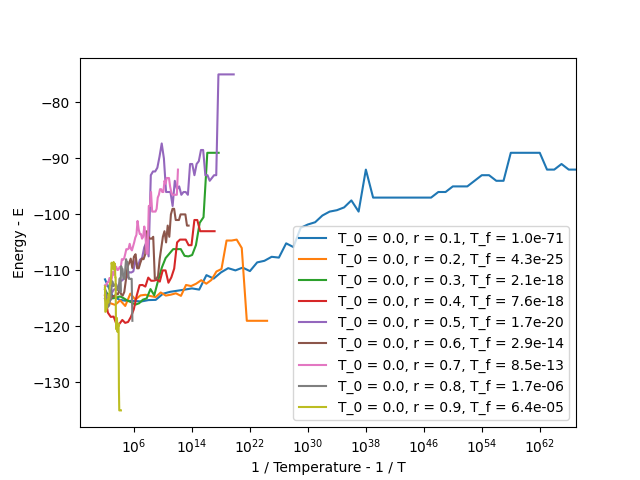 −80
−90
−100
−110
−120
−130
Energy - E
10^6
10^14
10^22
10^30
10^38
10^46
10^54
10^62
1 / Temperature - 1 / T
T_0 = 0.0, r = 0.1, T_f = 1.0e-71
T_0 = 0.0, r = 0.2, T_f = 4.3e-25
T_0 = 0.0, r = 0.3, T_f = 2.1e-18
T_0 = 0.0, r = 0.4, T_f = 7.6e-18
T_0 = 0.0, r = 0.5, T_f = 1.7e-20
T_0 = 0.0, r = 0.6, T_f = 2.9e-14
T_0 = 0.0, r = 0.7, T_f = 8.5e-13
T_0 = 0.0, r = 0.8, T_f = 1.7e-06
T_0 = 0.0, r = 0.9, T_f = 6.4e-05